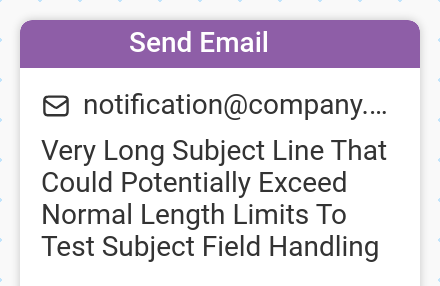 Send Email
notification@company....
Very Long Subject Line That
Could Potentially Exceed
Normal Length Limits To
Test Subject Field Handling